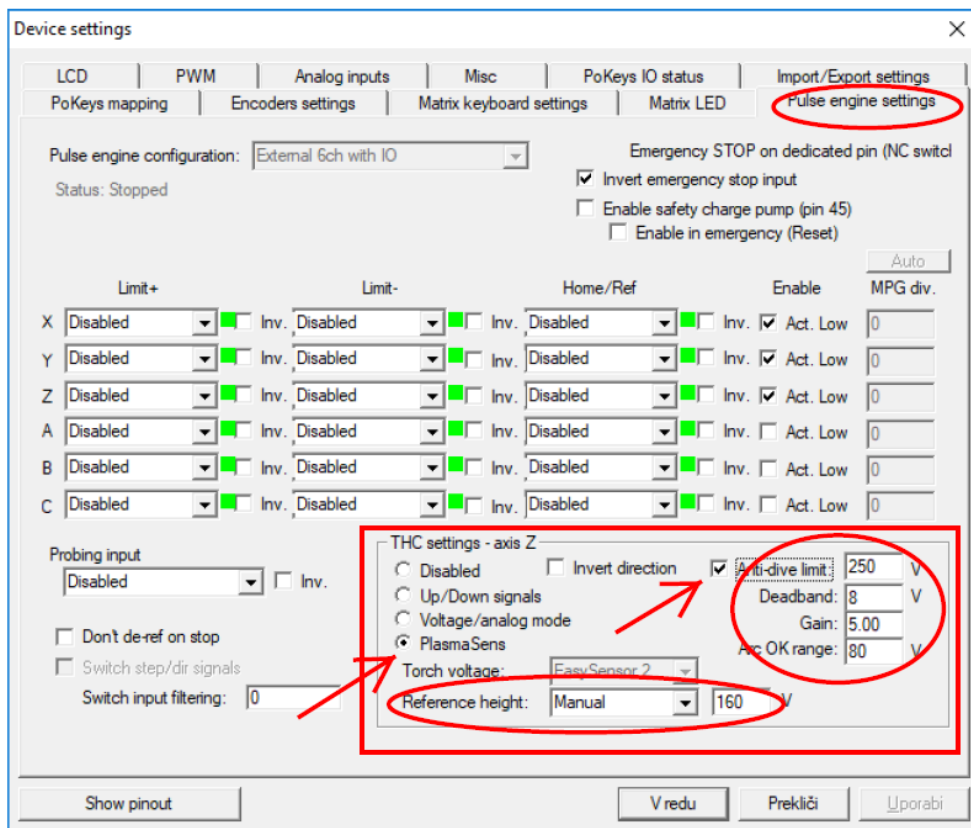 Device settings
LCD PWM Analog inputs Misc PoKeys IO status Import/Export settings
PoKeys mapping Encoders settings Matrix keyboard settings Matrix LED Pulse engine settings
Pulse engine configuration: External 6ch with IO
Emergency STOP on dedicated pin (NC switcl
Status: Stopped
Invert emergency stop input
Enable safety charge pump (pin 45)
Enable in emergency (Reset)
Auto
Limit+ Limit- Home/Ref Enable MPG div.
X Disabled Inv. Disabled Inv. Disabled Inv. Act. Low 0
Y Disabled Inv. Disabled Inv. Disabled Inv. Act. Low 0
Z Disabled Inv. Disabled Inv. Disabled Inv. Act. Low 0
A Disabled Inv. Disabled Inv. Disabled Inv. Act. Low 0
B Disabled Inv. Disabled Inv. Disabled Inv. Act. Low 0
C Disabled Inv. Disabled Inv. Disabled Inv. Act. Low 0
Probing input
Disabled Inv.
Don't de-ref on stop
Switch step/dir signals
Switch input filtering: 0
THC settings - axis Z
Disabled Invert direction Anti-dive limit: 250 V
Up/Down signals Deadband: 8 V
Voltage/analog mode Gain: 5.00
PlasmaSens Arc OK range: 80 V
Torch voltage: EasySensor 2
Reference height: Manual 160 V
Show pinout V redu Prekliči Uporabi